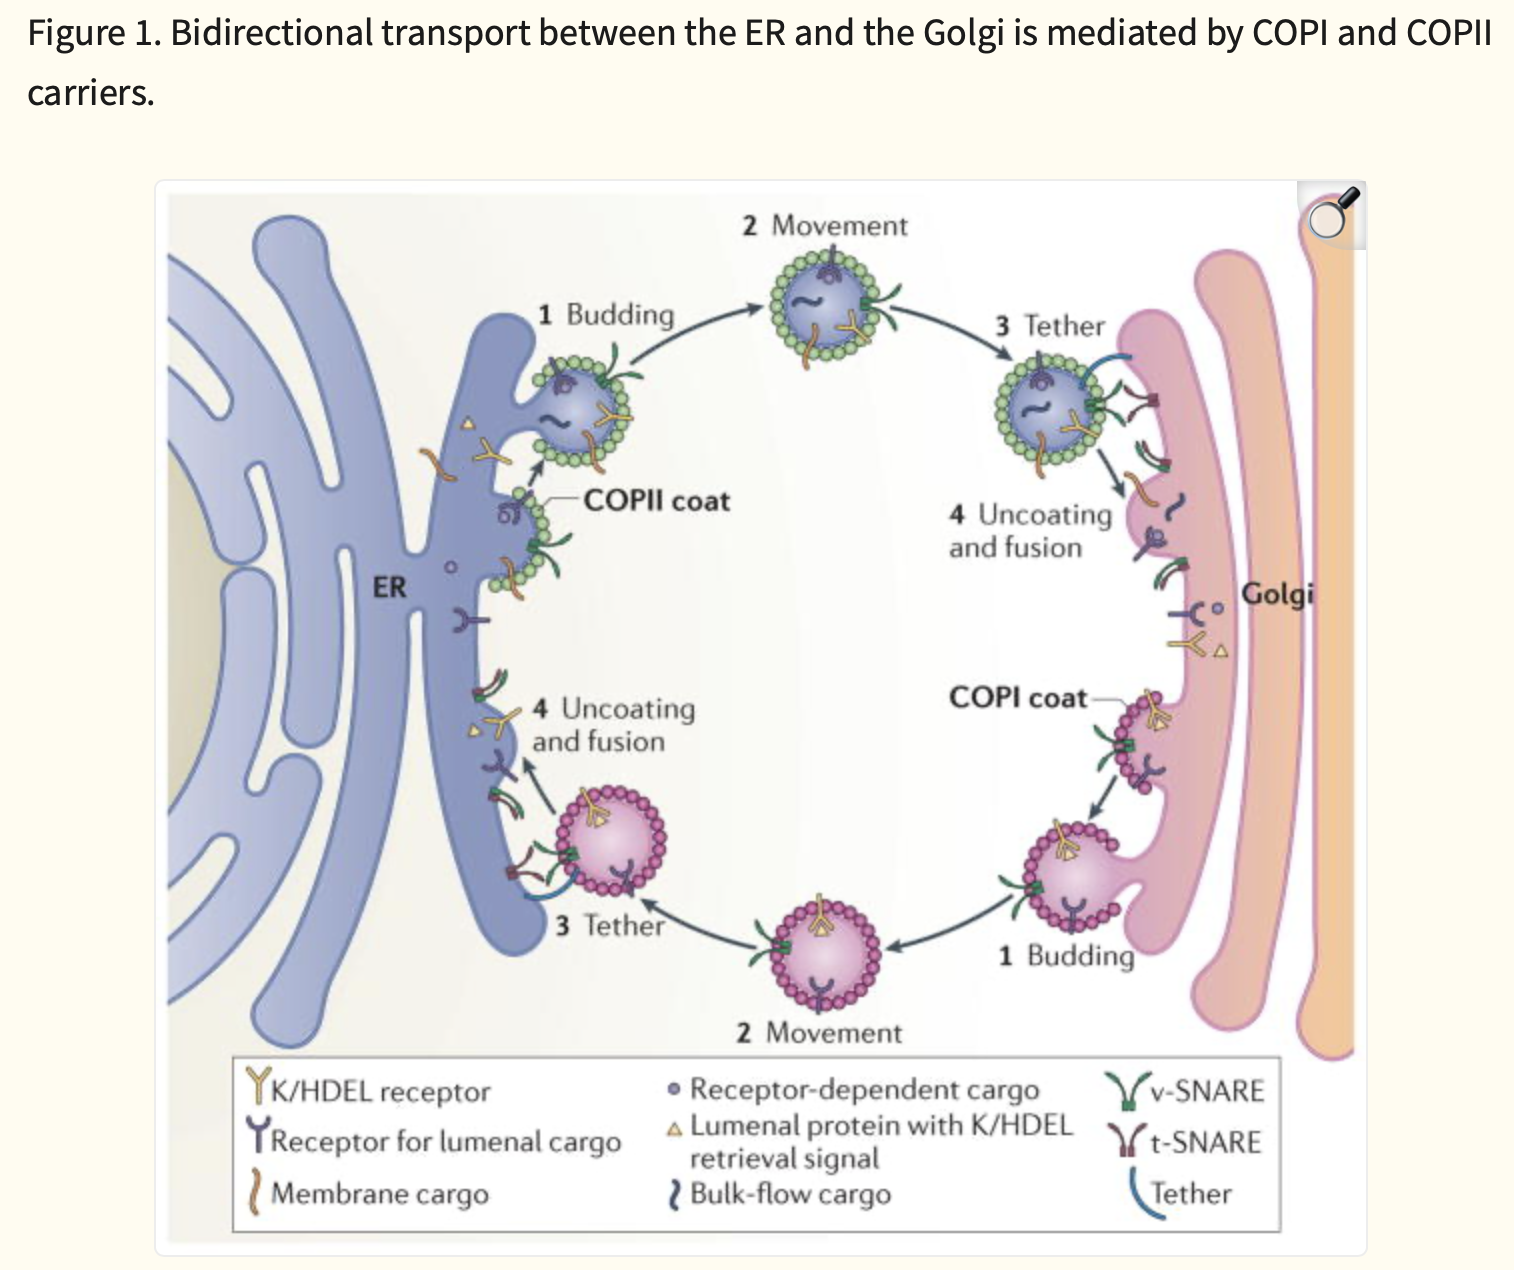 Figure 1. Bidirectional transport between the ER and the Golgi is mediated by COPI and COPII
carriers.
2 Movement
1 Budding
3 Tether
COPII coat
4 Uncoating
and fusion
ER
Golgi
COPI coat
4 Uncoating
and fusion
3 Tether
1 Budding
2 Movement
K/HDEL receptor
Receptor for lumenal cargo
Membrane cargo
Receptor-dependent cargo
Lumenal protein with K/HDEL
retrieval signal
Bulk-flow cargo
v-SNARE
t-SNARE
Tether